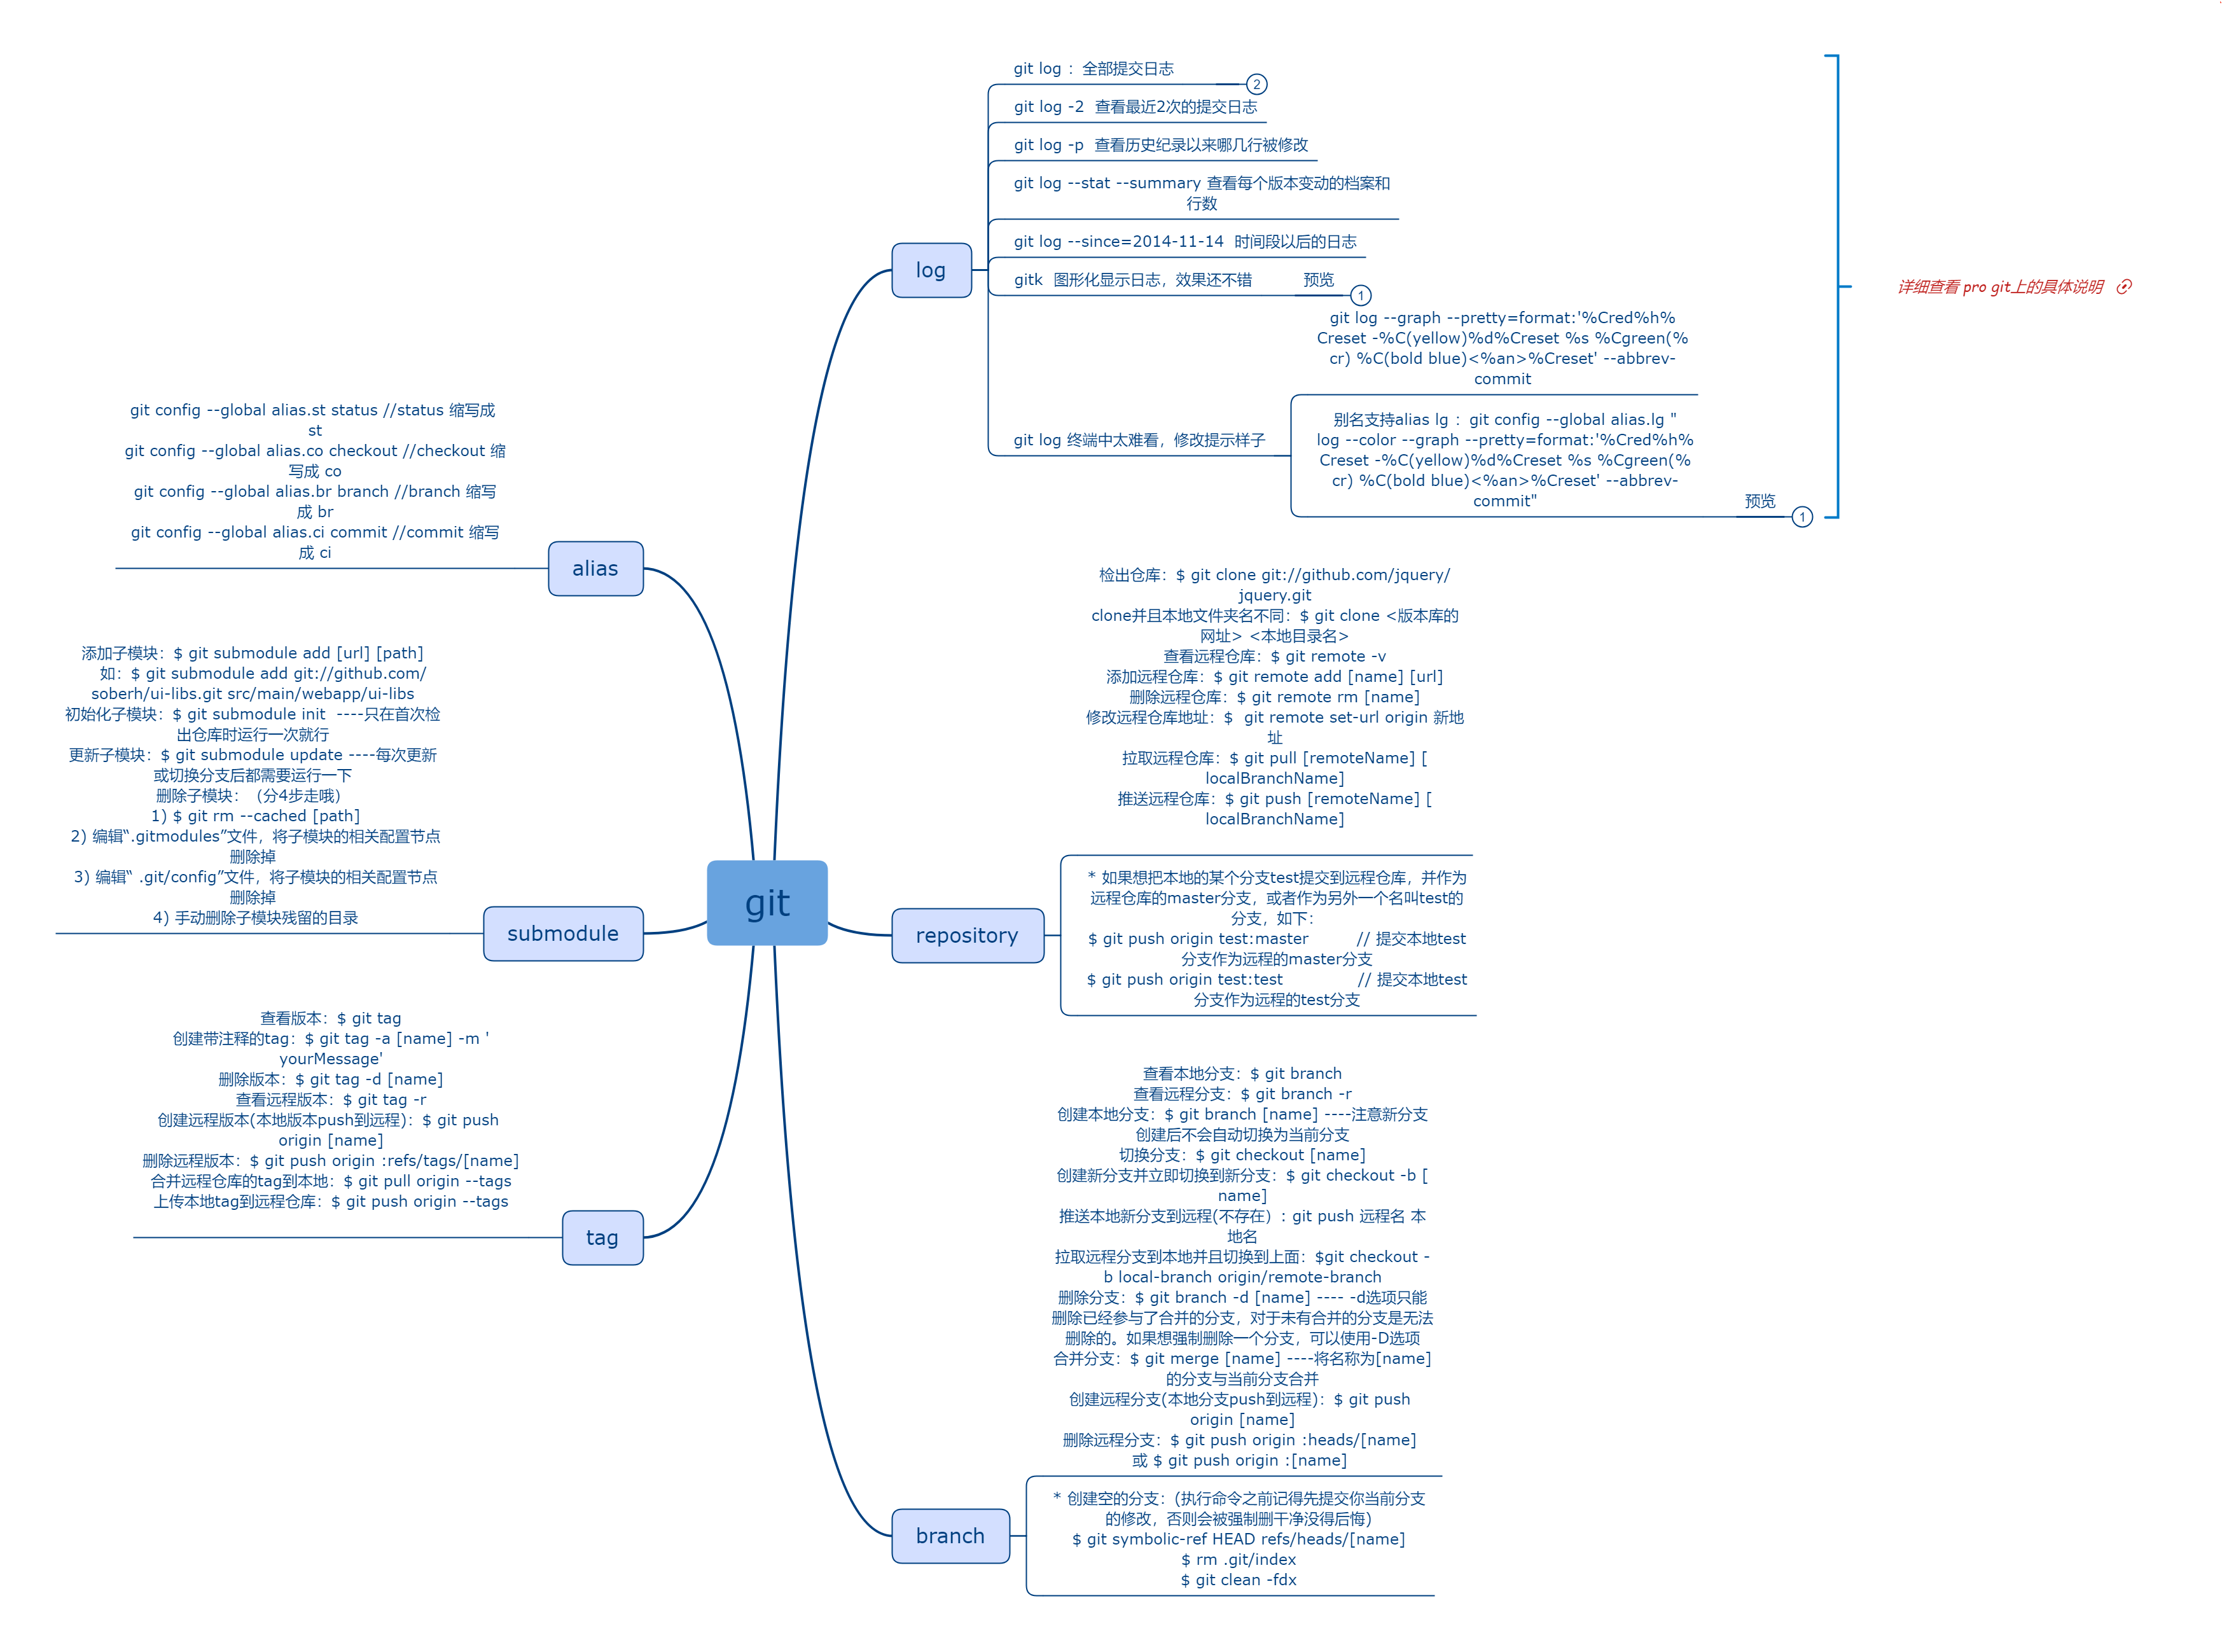 git
log
git log ：全部提交日志
2
git log -2  查看最近2次的提交日志
git log -p  查看历史纪录以来哪几行被修改
git log --stat --summary 查看每个版本变动的档案和
行数
git log --since=2014-11-14  时间段以后的日志
gitk  图形化显示日志，效果还不错
预览
1
git log 终端中太难看，修改提示样子
git log --graph --pretty=format:'%Cred%h%
Creset -%C(yellow)%d%Creset %s %Cgreen(%
cr) %C(bold blue)<%an>%Creset' --abbrev-
commit
别名支持alias lg ：git config --global alias.lg "
log --color --graph --pretty=format:'%Cred%h%
Creset -%C(yellow)%d%Creset %s %Cgreen(%
cr) %C(bold blue)<%an>%Creset' --abbrev-
commit"
预览
1
详细查看 pro git上的具体说明
repository
检出仓库：$ git clone git://github.com/jquery/
jquery.git
clone并且本地文件夹名不同：$ git clone <版本库的
网址> <本地目录名>
查看远程仓库：$ git remote -v
添加远程仓库：$ git remote add [name] [url]
删除远程仓库：$ git remote rm [name]
修改远程仓库地址：$  git remote set-url origin 新地
址
拉取远程仓库：$ git pull [remoteName] [
localBranchName]
推送远程仓库：$ git push [remoteName] [
localBranchName]
* 如果想把本地的某个分支test提交到远程仓库，并作为
远程仓库的master分支，或者作为另外一个名叫test的
分支，如下：
$ git push origin test:master         // 提交本地test
分支作为远程的master分支
$ git push origin test:test              // 提交本地test
分支作为远程的test分支
branch
查看本地分支：$ git branch
查看远程分支：$ git branch -r
创建本地分支：$ git branch [name] ----注意新分支
创建后不会自动切换为当前分支
切换分支：$ git checkout [name]
创建新分支并立即切换到新分支：$ git checkout -b [
name]
推送本地新分支到远程(不存在）: git push 远程名 本
地名
拉取远程分支到本地并且切换到上面：$git checkout -
b local-branch origin/remote-branch
删除分支：$ git branch -d [name] ---- -d选项只能
删除已经参与了合并的分支，对于未有合并的分支是无法
删除的。如果想强制删除一个分支，可以使用-D选项
合并分支：$ git merge [name] ----将名称为[name]
的分支与当前分支合并
创建远程分支(本地分支push到远程)：$ git push
origin [name]
删除远程分支：$ git push origin :heads/[name]
或 $ git push origin :[name]
* 创建空的分支：(执行命令之前记得先提交你当前分支
的修改，否则会被强制删干净没得后悔)
$ git symbolic-ref HEAD refs/heads/[name]
$ rm .git/index
$ git clean -fdx
alias
git config --global alias.st status //status 缩写成
st
git config --global alias.co checkout //checkout 缩
写成 co
git config --global alias.br branch //branch 缩写
成 br
git config --global alias.ci commit //commit 缩写
成 ci
submodule
添加子模块：$ git submodule add [url] [path]
如：$ git submodule add git://github.com/
soberh/ui-libs.git src/main/webapp/ui-libs
初始化子模块：$ git submodule init  ----只在首次检
出仓库时运行一次就行
更新子模块：$ git submodule update ----每次更新
或切换分支后都需要运行一下
删除子模块：（分4步走哦）
1) $ git rm --cached [path]
2) 编辑“.gitmodules”文件，将子模块的相关配置节点
删除掉
3) 编辑“ .git/config”文件，将子模块的相关配置节点
删除掉
4) 手动删除子模块残留的目录
tag
查看版本：$ git tag
创建带注释的tag：$ git tag -a [name] -m '
yourMessage'
删除版本：$ git tag -d [name]
查看远程版本：$ git tag -r
创建远程版本(本地版本push到远程)：$ git push
origin [name]
删除远程版本：$ git push origin :refs/tags/[name]
合并远程仓库的tag到本地：$ git pull origin --tags
上传本地tag到远程仓库：$ git push origin --tags